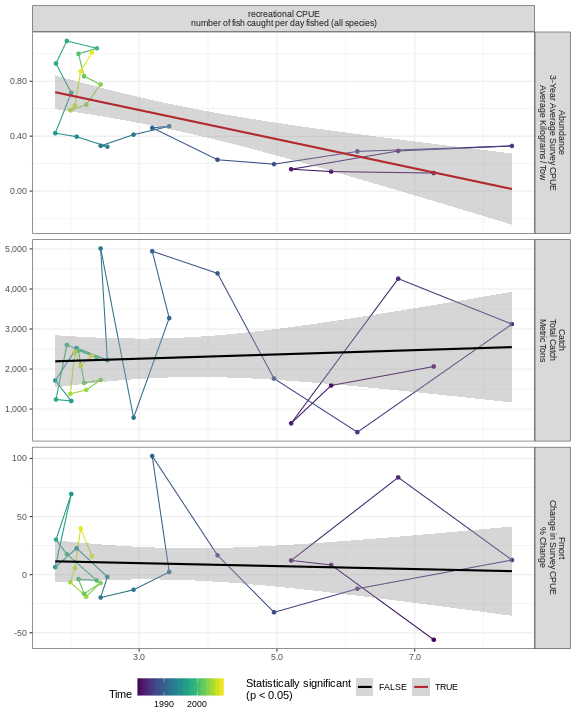 recreational CPUE
number of fish caught per day fished (all species)
0.80
0.40
0.00
Abundance
3-Year Average Survey CPUE
Average Kilograms / Tow
5,000
4,000
3,000
2,000
1,000
Catch
Total Catch
Metric Tons
100
50
0
-50
Fmort
Change in Survey CPUE
% Change
3.0
5.0
7.0
Time
1990
2000
Statistically significant
(p < 0.05)
FALSE
TRUE